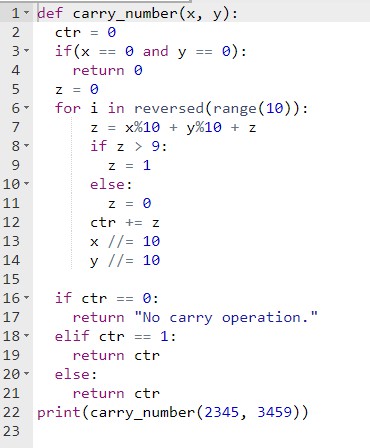 1 def carry_number(x, y):
2   ctr = 0
3   if(x == 0 and y == 0):
4     return 0
5   z = 0
6   for i in reversed(range(10)):
7       z = x%10 + y%10 + z
8       if z > 9:
9         z = 1
10       else:
11         z = 0
12       ctr += z
13       x //= 10
14       y //= 10
15
16   if ctr == 0:
17     return "No carry operation."
18   elif ctr == 1:
19     return ctr
20   else:
21     return ctr
22 print(carry_number(2345, 3459))
23